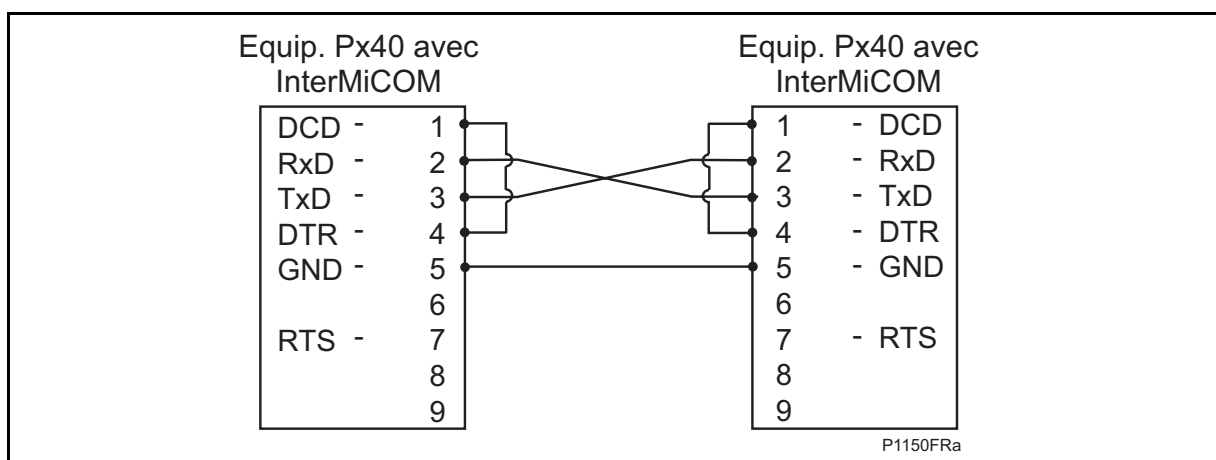 Equip. Px40 avec
InterMiCOM
Equip. Px40 avec
InterMiCOM
DCD - 1
RxD - 2
TxD - 3
DTR - 4
GND - 5
6
RTS - 7
8
9
1 - DCD
2 - RxD
3 - TxD
4 - DTR
5 - GND
6
7 - RTS
8
9
P1150FRa